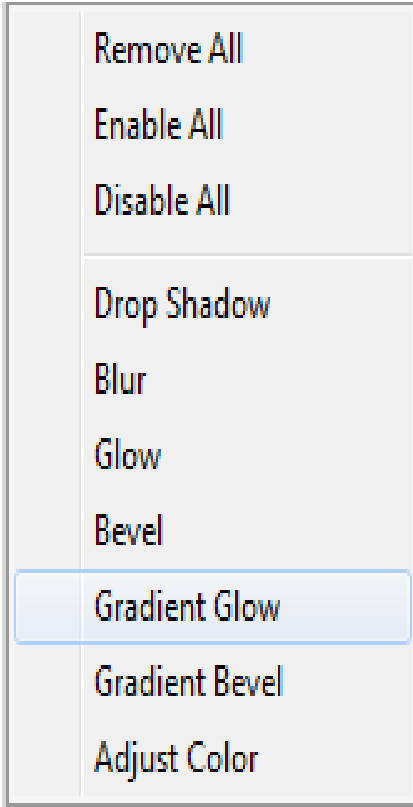 Remove All
Enable All
Disable All
Drop Shadow
Blur
Glow
Bevel
Gradient Glow
Gradient Bevel
Adjust Color